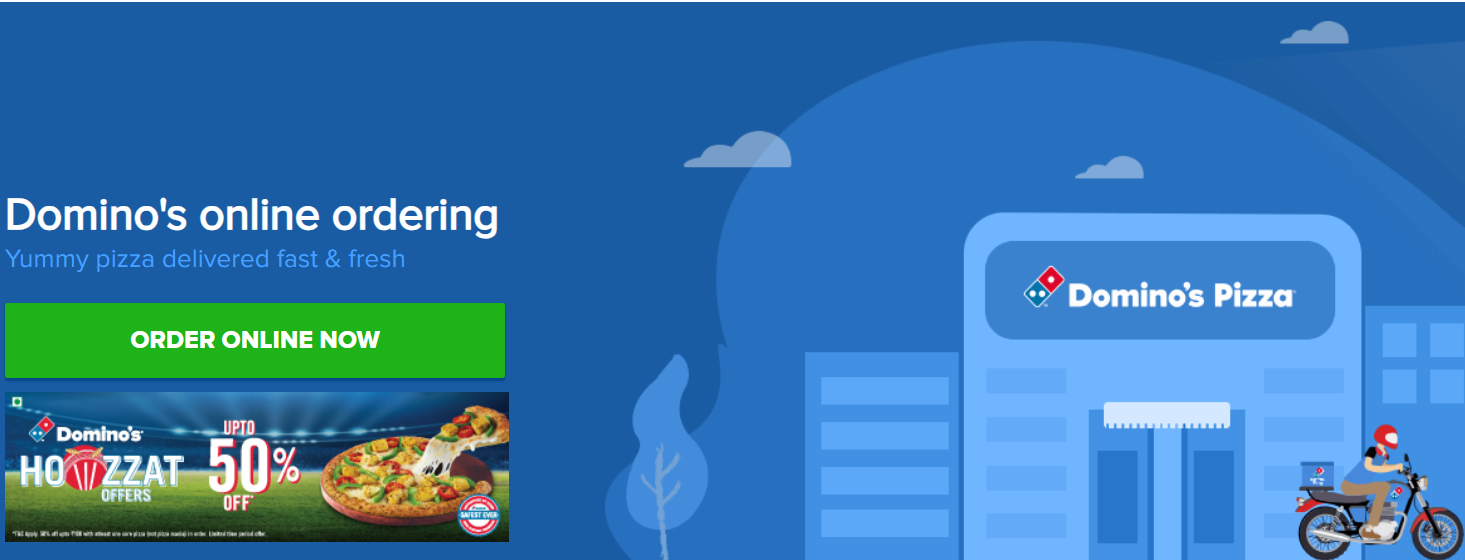 Domino's online ordering
Yummy pizza delivered fast & fresh
ORDER ONLINE NOW
Domino's
HOWZZAT
OFFERS
UPTO
50%
OFF*
SAFEST EVER
*T&C Apply. 50% off upto ₹100 with atleast one core pizza (not pizza mania) in order. Limited time period offer.
Domino's Pizza